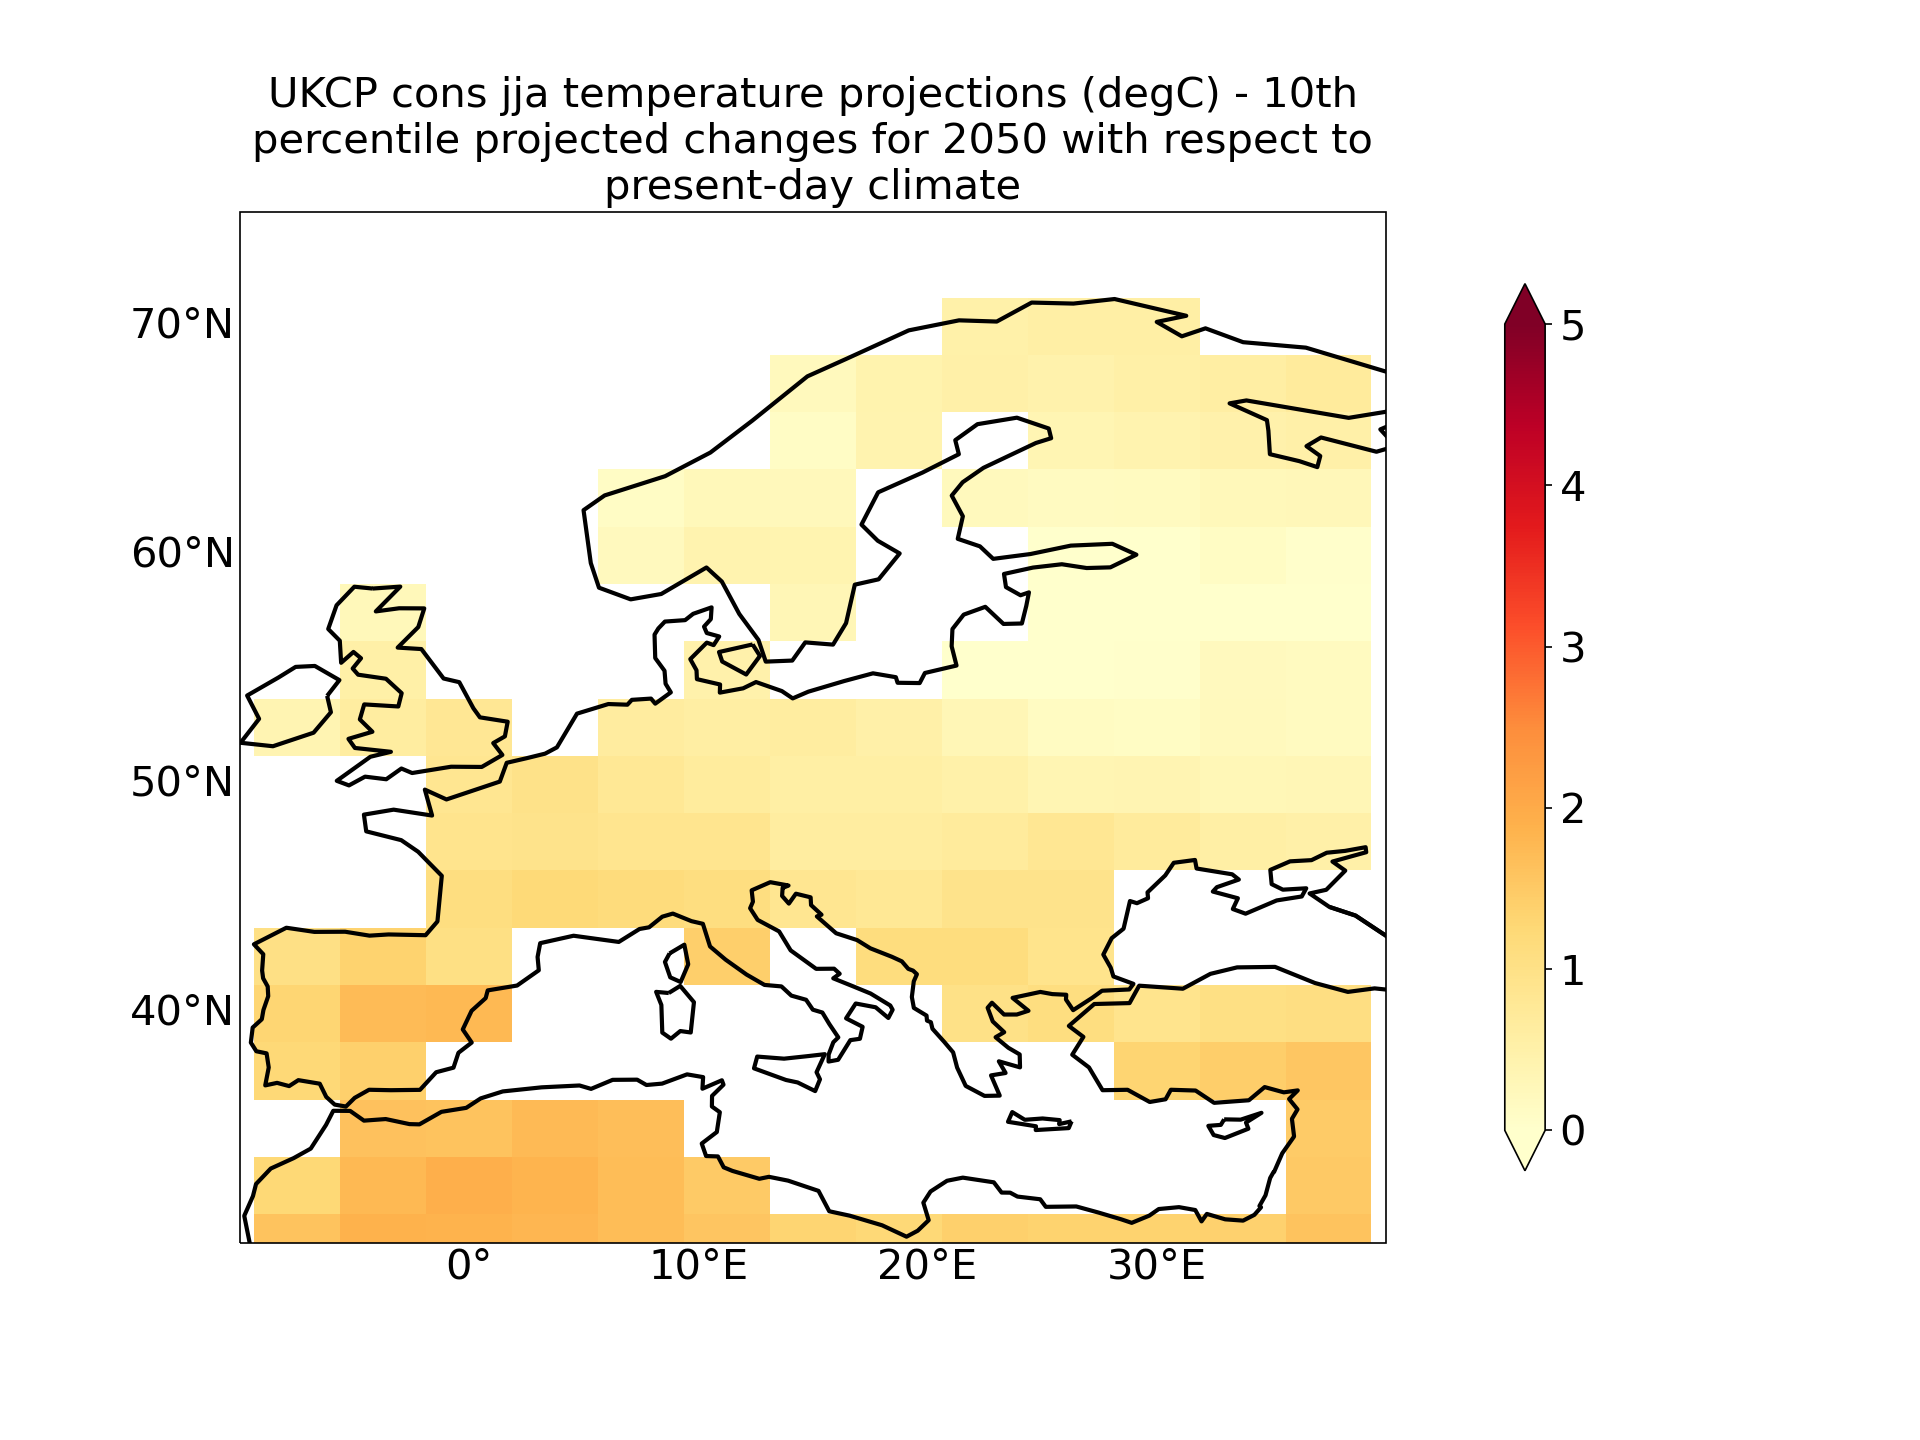 UKCP cons jja temperature projections (degC) - 10th
percentile projected changes for 2050 with respect to
present-day climate
70°N
60°N
50°N
40°N
0°
10°E
20°E
30°E
5
4
3
2
1
0